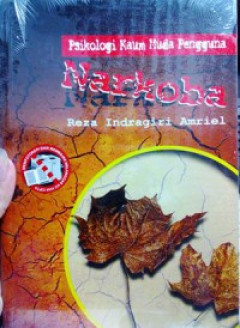 Psikologi Kaum Muda Pengguna
Narkoba
Reza Indragiri Amriel